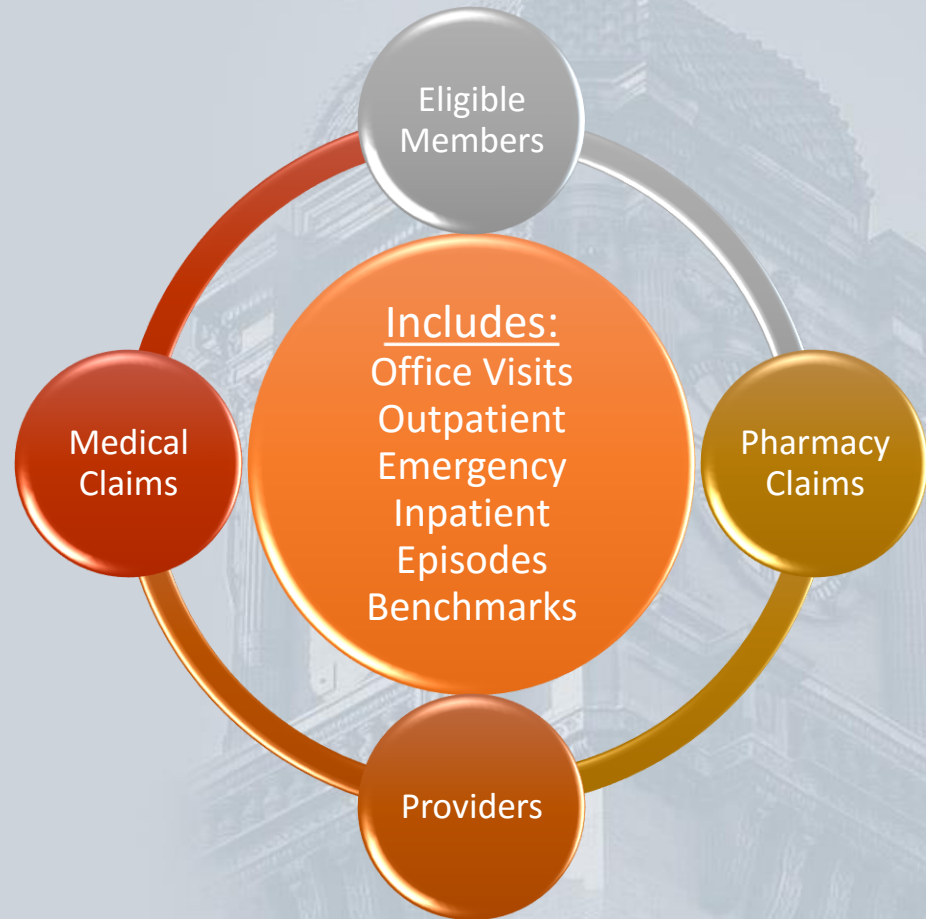 Eligible
Members
Includes:
Office Visits
Outpatient
Emergency
Inpatient
Episodes
Benchmarks
Medical
Claims
Pharmacy
Claims
Providers